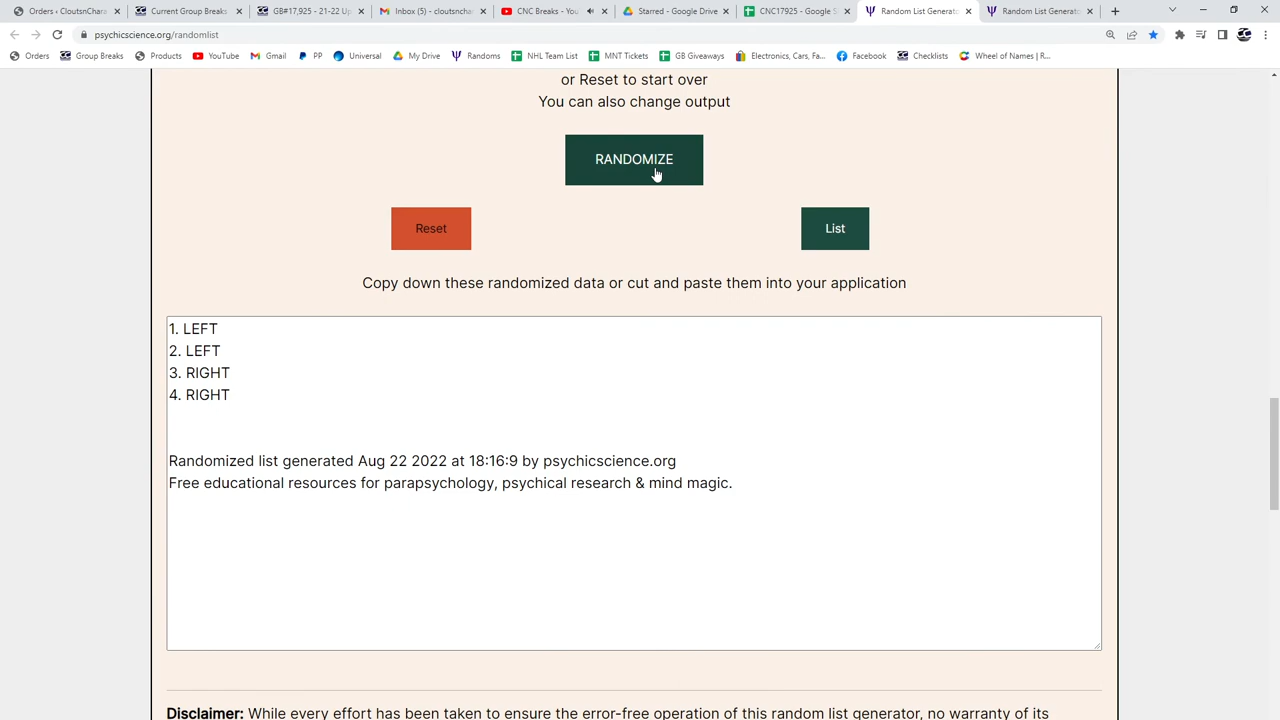 Orders ‹ CloutsnChara
Current Group Breaks
GB#17,925 - 21-22 Up
Inbox (5) - cloutsnchar
CNC Breaks - You
Starred - Google Drive
CNC17925 - Google S
Random List Generato
Random List Generato
psychicscience.org/randomlist
Orders
Group Breaks
Products
YouTube
Gmail
PP
Universal
My Drive
Randoms
NHL Team List
MNT Tickets
GB Giveaways
Electronics, Cars, Fa...
Facebook
Checklists
Wheel of Names | R...
or Reset to start over
You can also change output
RANDOMIZE
Reset
List
Copy down these randomized data or cut and paste them into your application
1. LEFT
2. LEFT
3. RIGHT
4. RIGHT
Randomized list generated Aug 22 2022 at 18:16:9 by psychicscience.org
Free educational resources for parapsychology, psychical research & mind magic.
Disclaimer: While every effort has been taken to ensure the error-free operation of this random list generator, no warranty of its